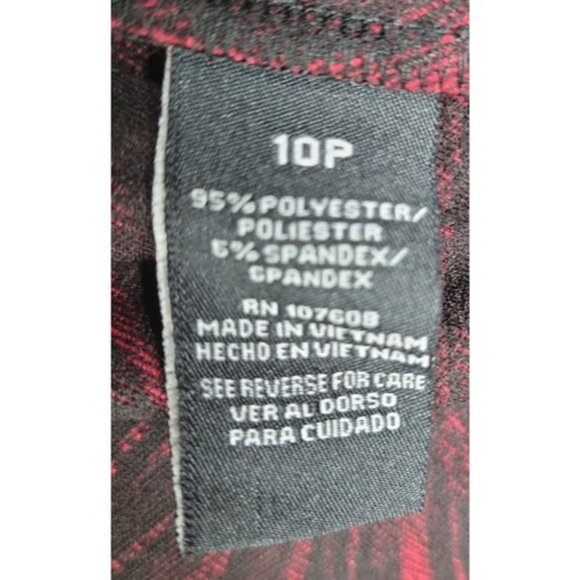 10P
95% POLYESTER/
POLIESTER
5% SPANDEX/
SPANDEX
RN 107608
MADE IN VIETNAM
HECHO EN VIETNAM
SEE REVERSE FOR CARE
VER AL DORSO
PARA CUIDADO